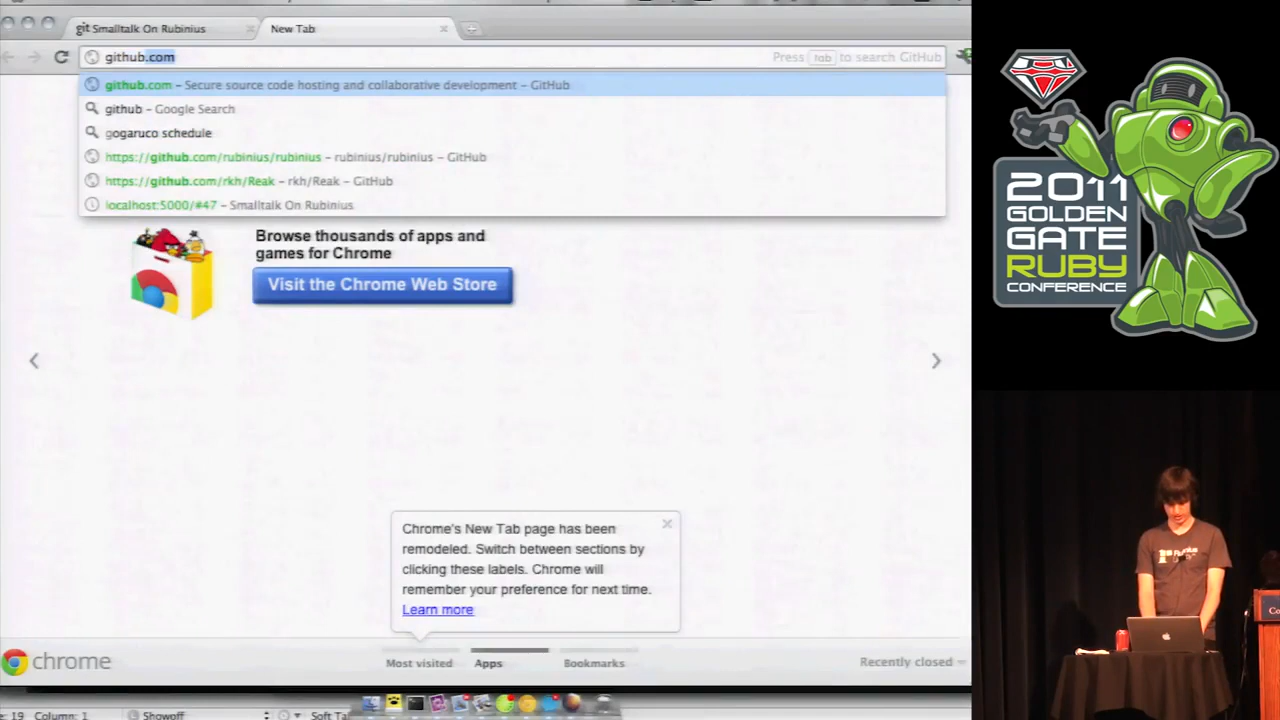 git Smalltalk On Rubinius
New Tab
github.com
Press tab to search GitHub
github.com – Secure source code hosting and collaborative development – GitHub
github – Google Search
gogaruco schedule
https://github.com/rubinius/rubinius – rubinius/rubinius – GitHub
https://github.com/rkh/Reak – rkh/Reak – GitHub
localhost:5000/#47 – Smalltalk On Rubinius
Browse thousands of apps and
games for Chrome
Visit the Chrome Web Store
Chrome's New Tab page has been
remodeled. Switch between sections by
clicking these labels. Chrome will
remember your preference for next time.
Learn more
chrome
Most visited
Apps
Bookmarks
Recently closed
e: 19 Column: 1
Showoff
Soft Ta
2011
GOLDEN
GATE
RUBY
CONFERENCE